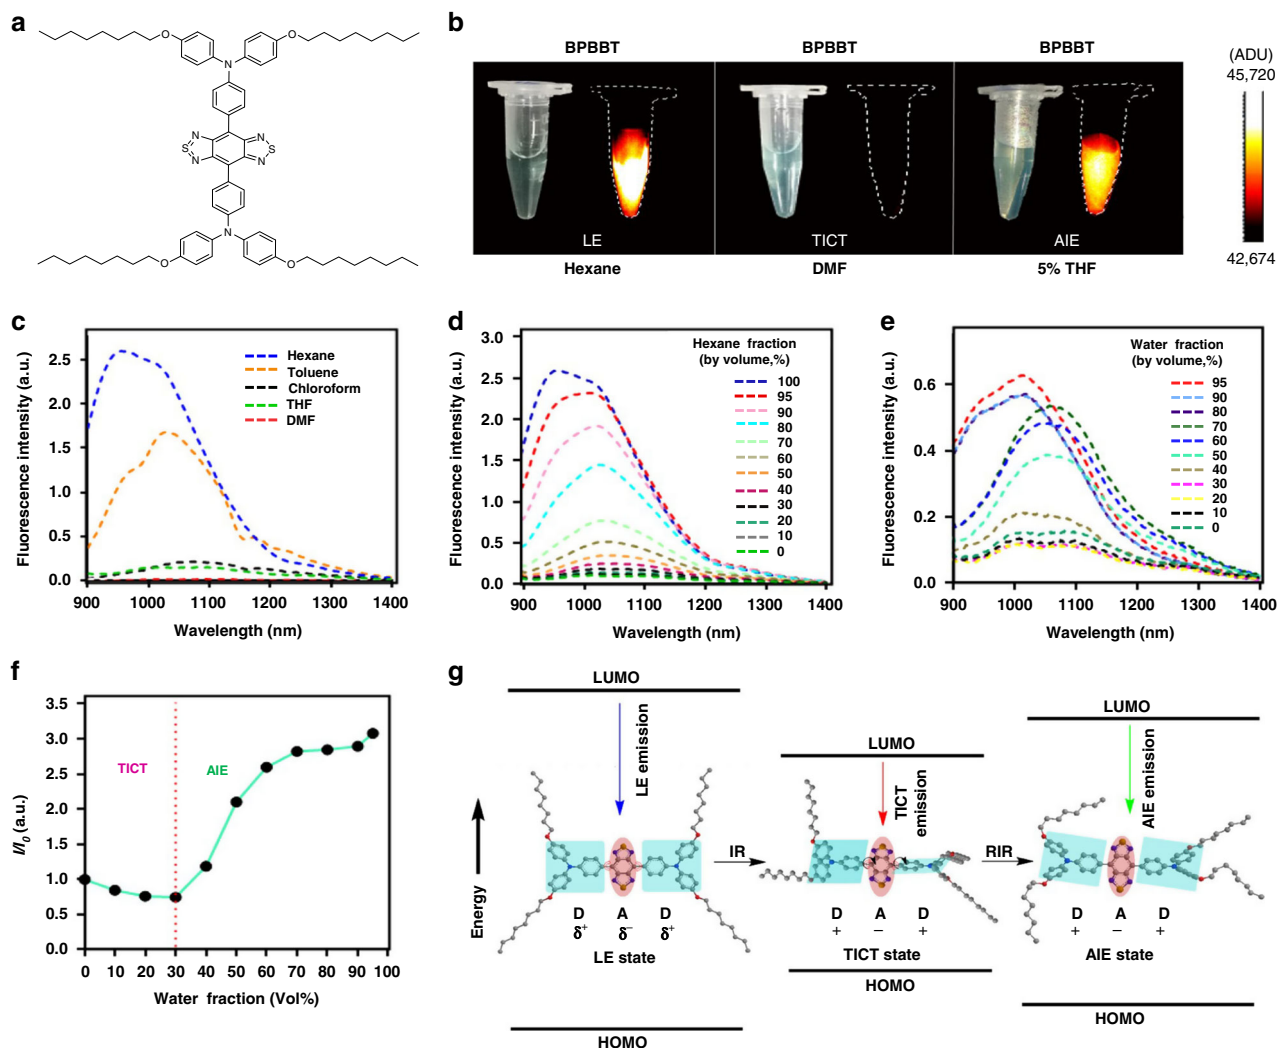 a
O
O
N
N
N
S
S
N
N
N
O
O
b
BPBBT
BPBBT
BPBBT
LE
TICT
AIE
Hexane
DMF
5% THF
(ADU)
45,720
42,674
c
Fluorescence intensity (a.u.)
2.5
2.0
1.5
1.0
0.5
0.0
900 1000 1100 1200 1300 1400
Wavelength (nm)
Hexane
Toluene
Chloroform
THF
DMF
d
Fluorescence intensity (a.u.)
3.0
2.5
2.0
1.5
1.0
0.5
0.0
900 1000 1100 1200 1300 1400
Wavelength (nm)
Hexane fraction
(by volume,%)
100
95
90
80
70
60
50
40
30
20
10
0
e
Fluorescence intensity (a.u.)
0.6
0.4
0.2
0.0
900 1000 1100 1200 1300 1400
Wavelength (nm)
Water fraction
(by volume,%)
95
90
80
70
60
50
40
30
20
10
0
f
I/I0 (a.u.)
3.5
3.0
2.5
2.0
1.5
1.0
0.5
0.0
0 10 20 30 40 50 60 70 80 90 100
Water fraction (Vol%)
TICT
AIE
g
Energy
LUMO
LE emission
D A D
δ+ δ− δ+
LE state
HOMO
IR
LUMO
TICT
emission
D A D
+ − +
TICT state
HOMO
RIR
LUMO
AIE emission
D A D
+ − +
AIE state
HOMO